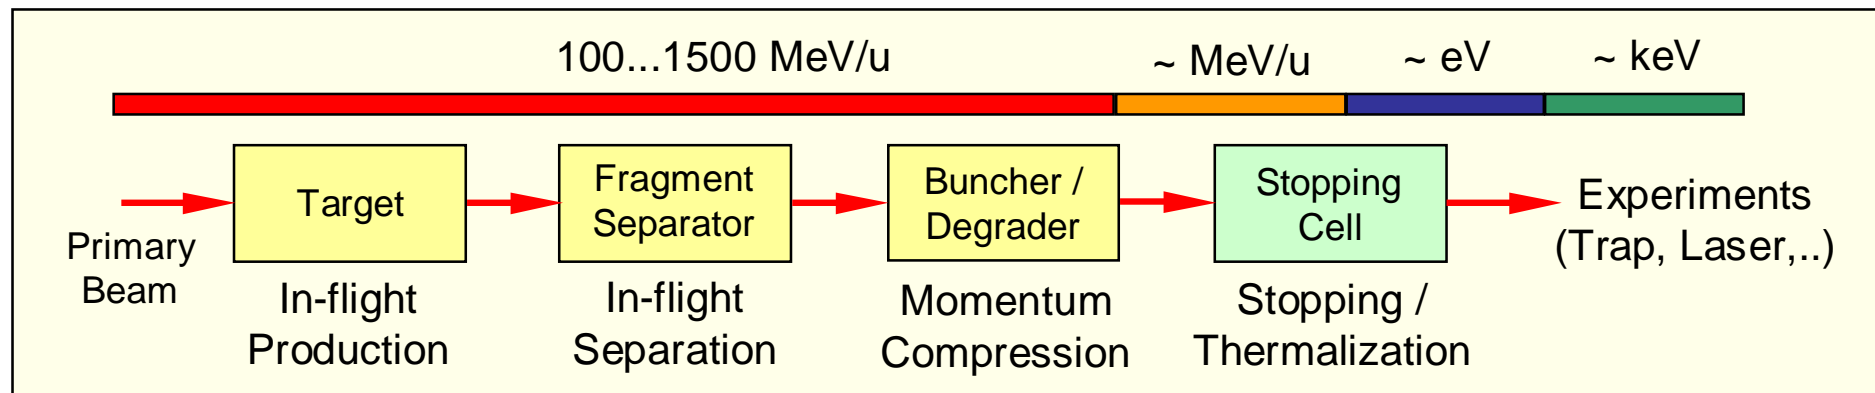 100...1500 MeV/u
~ MeV/u
~ eV
~ keV
Primary
Beam
Target
In-flight
Production
Fragment
Separator
In-flight
Separation
Buncher /
Degrader
Momentum
Compression
Stopping
Cell
Stopping /
Thermalization
Experiments
(Trap, Laser,..)